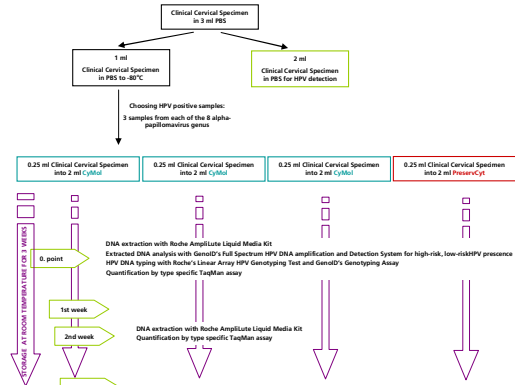 Clinical Cervical Specimen
in 3 ml PBS
1 ml
Clinical Cervical Specimen
in PBS to -80°C
2 ml
Clinical Cervical Specimen
in PBS for HPV detection
Choosing HPV positive samples:
3 samples from each of the 8 alpha-
papillomavirus genus
0.25 ml Clinical Cervical Specimen
into 2 ml CyMol
0.25 ml Clinical Cervical Specimen
into 2 ml CyMol
0.25 ml Clinical Cervical Specimen
into 2 ml CyMol
0.25 ml Clinical Cervical Specimen
into 2 ml PreservCyt
STORAGE AT ROOM TEMPERATURE FOR 3 WEEKS
0. point
DNA extraction with Roche AmpliLute Liquid Media Kit
Extracted DNA analysis with GenoID's Full Spectrum HPV DNA amplification and Detection System for high-risk, low-riskHPV prescence
HPV DNA typing with Roche's Linear Array HPV Genotyping Test and GenoID's Genotyping Assay
Quantification by type specific TaqMan assay
1st week
2nd week
DNA extraction with Roche AmpliLute Liquid Media Kit
Quantification by type specific TaqMan assay